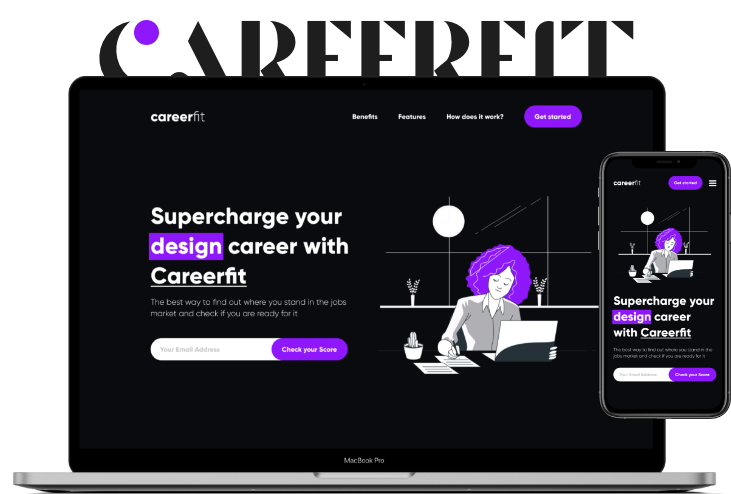 CAREERFIT
careerfit
Benefits
Features
How does it work?
Get started
Supercharge your
design career with
Careerfit
The best way to find out where you stand in the jobs
market and check if you are ready for it
Your Email Address
Check your Score
MacBook Pro
careerfit
Get started
Supercharge your
design career
with Careerfit
The best way to find out where you stand in the
jobs market and check if you are ready for it
Your Email Address
Check your Score